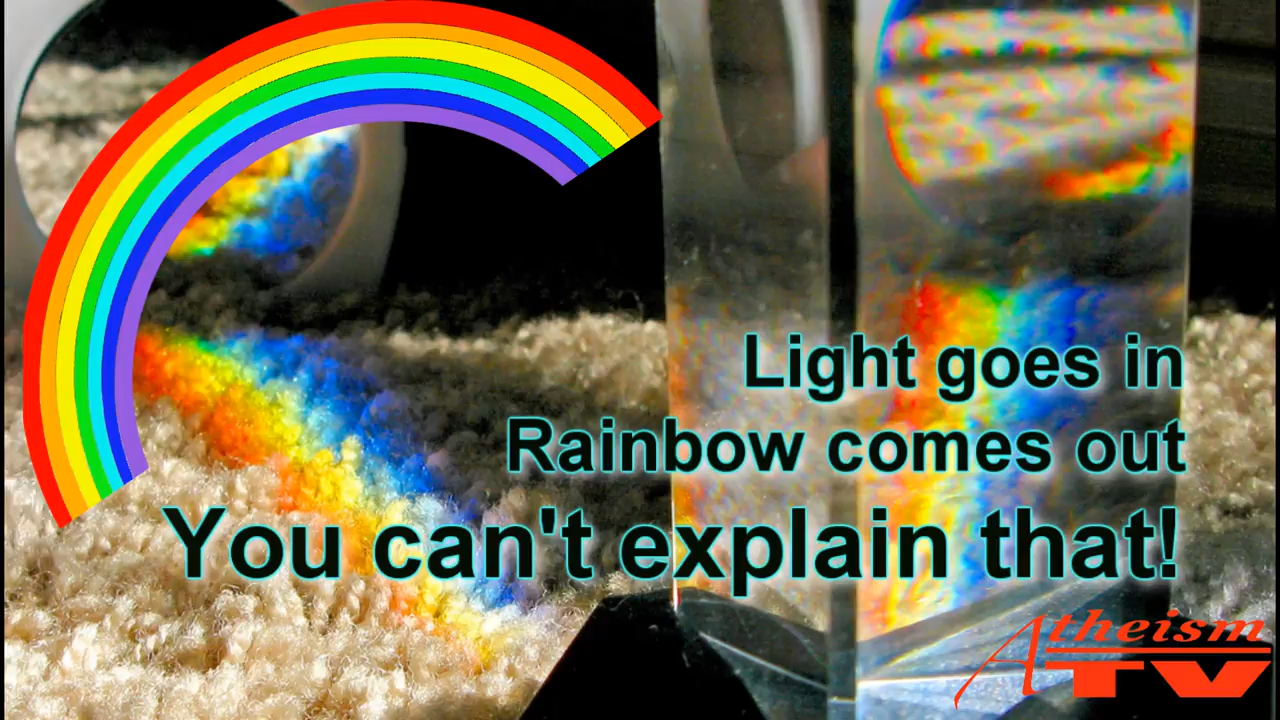 Light goes in
Rainbow comes out
You can't explain that!
Atheism
TV